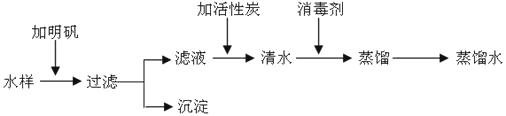 加活性炭 消毒剂
加明矾
滤液 清水 蒸馏 蒸馏水
水样 过滤
沉淀